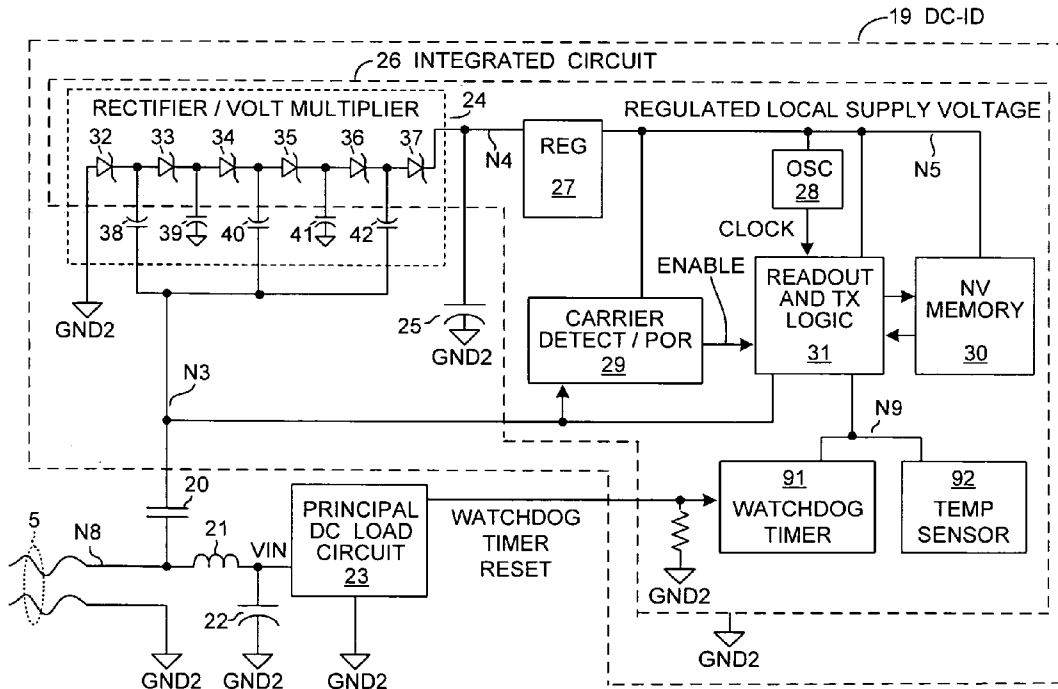 19 DC-ID
26 INTEGRATED CIRCUIT
RECTIFIER / VOLT MULTIPLIER
24
REGULATED LOCAL SUPPLY VOLTAGE
32
33
34
35
36
37
N4
REG
27
N5
OSC
28
38
39
40
41
42
CLOCK
GND2
25
GND2
ENABLE
CARRIER
DETECT / POR
29
READOUT
AND TX
LOGIC
31
NV
MEMORY
30
N3
N9
20
91
WATCHDOG
TIMER
92
TEMP
SENSOR
5
N8
21
VIN
PRINCIPAL
DC LOAD
CIRCUIT
23
WATCHDOG
TIMER
RESET
22
GND2
GND2
GND2
GND2
GND2